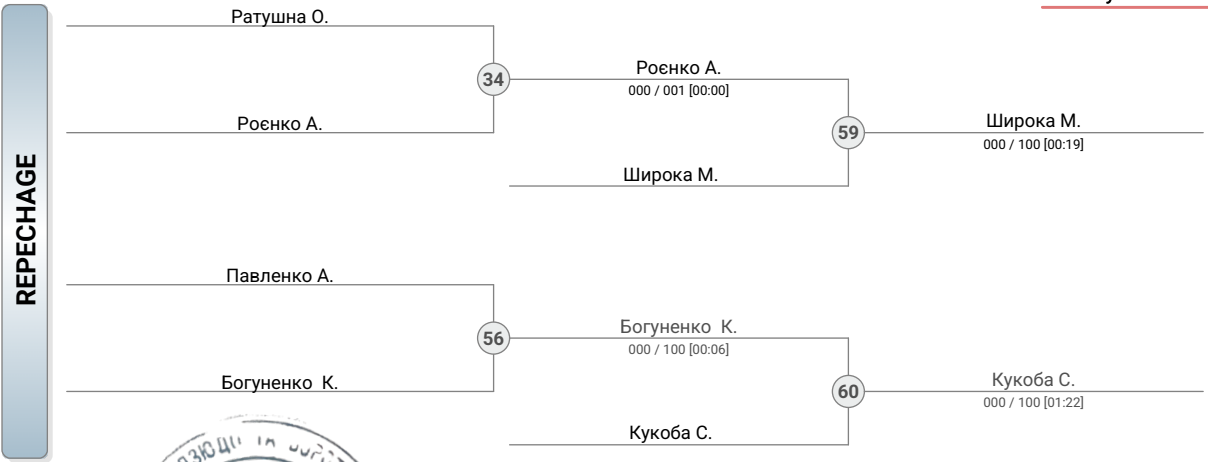 REPECHAGE
Ратушна О.
34
Роєнко А.
000 / 001 [00:00]
Роєнко А.
59
Широка М.
000 / 100 [00:19]
Широка М.
Павленко А.
56
Богуненко К.
000 / 100 [00:06]
Богуненко К.
60
Кукоба С.
000 / 100 [01:22]
Кукоба С.